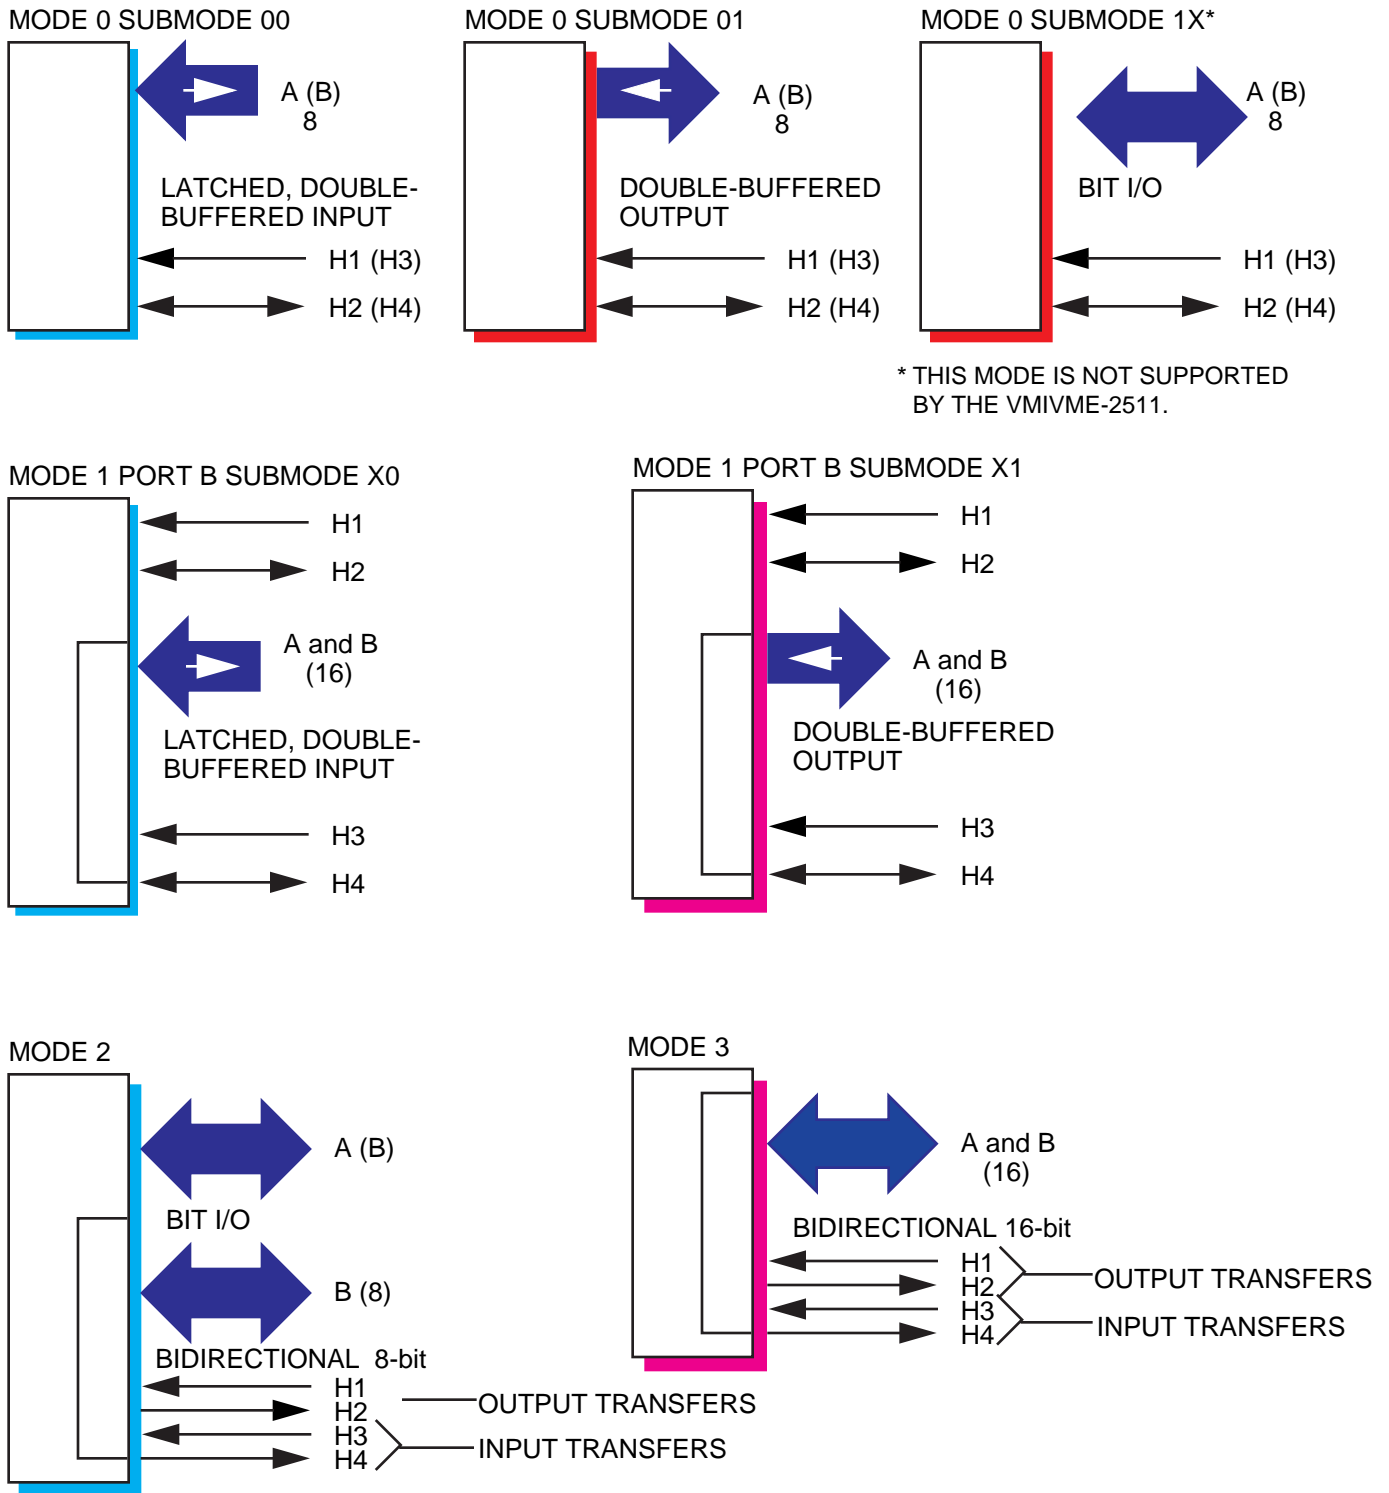 MODE 0 SUBMODE 00
A (B)
8
LATCHED, DOUBLE-
BUFFERED INPUT
H1 (H3)
H2 (H4)
MODE 0 SUBMODE 01
A (B)
8
DOUBLE-BUFFERED
OUTPUT
H1 (H3)
H2 (H4)
MODE 0 SUBMODE 1X*
A (B)
8
BIT I/O
H1 (H3)
H2 (H4)
* THIS MODE IS NOT SUPPORTED
BY THE VMIVME-2511.
MODE 1 PORT B SUBMODE X0
H1
H2
A and B
(16)
LATCHED, DOUBLE-
BUFFERED INPUT
H3
H4
MODE 1 PORT B SUBMODE X1
H1
H2
A and B
(16)
DOUBLE-BUFFERED
OUTPUT
H3
H4
MODE 2
A (B)
BIT I/O
B (8)
BIDIRECTIONAL 8-bit
H1
H2
H3
H4
OUTPUT TRANSFERS
INPUT TRANSFERS
MODE 3
A and B
(16)
BIDIRECTIONAL 16-bit
H1
H2
H3
H4
OUTPUT TRANSFERS
INPUT TRANSFERS